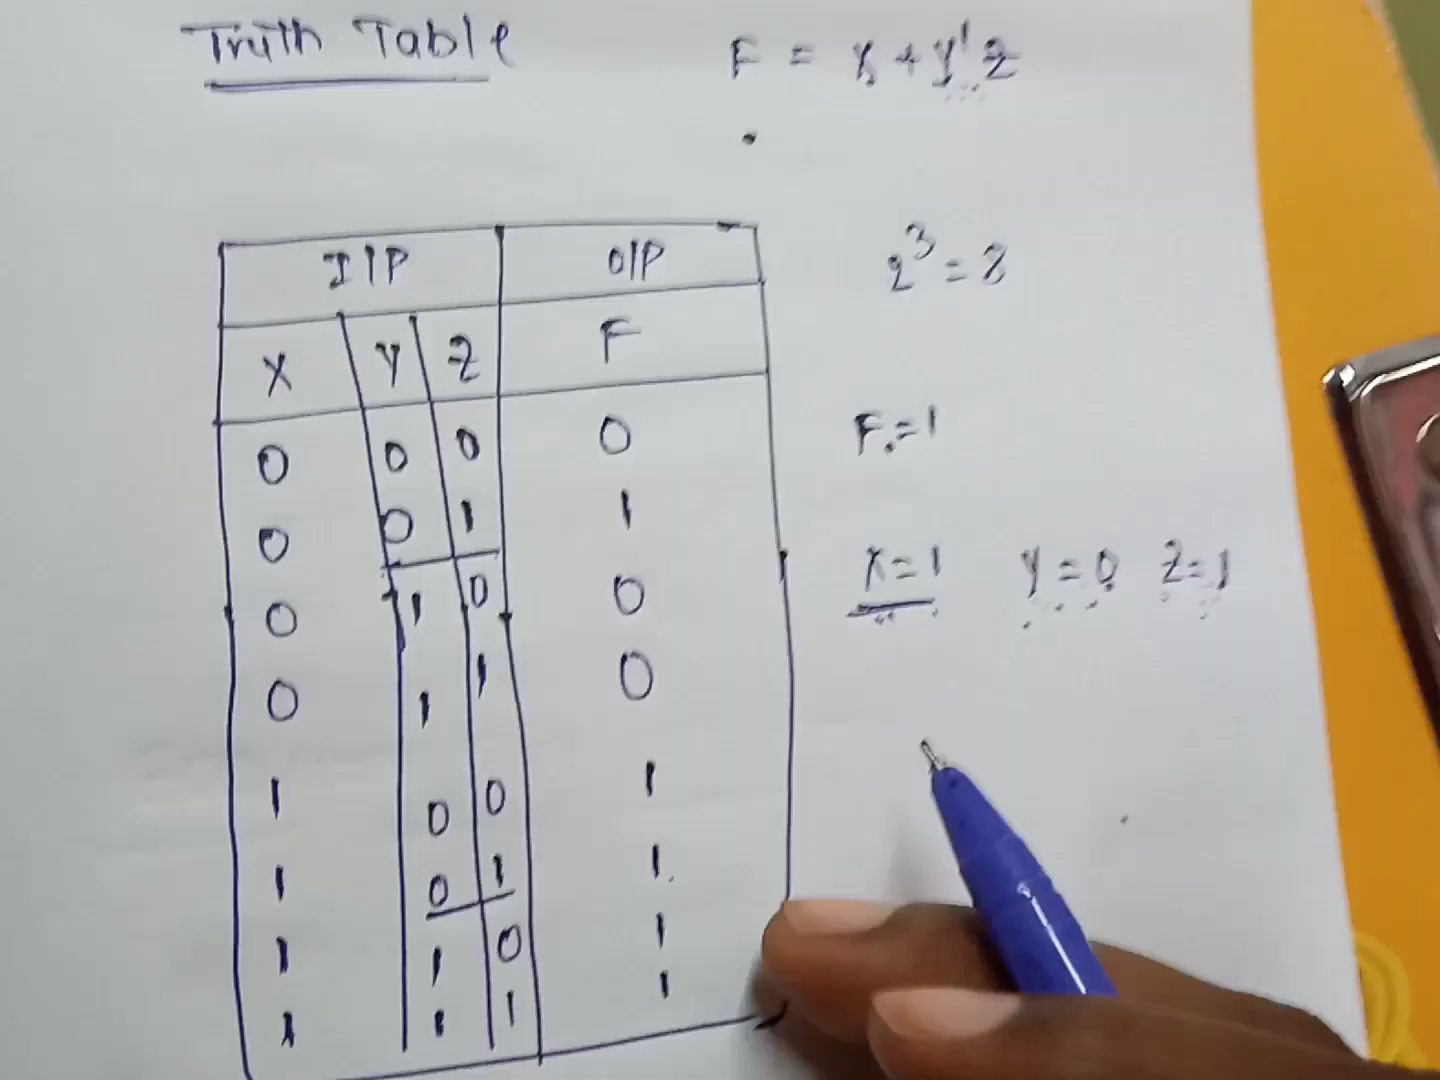 Truth Table
F = X + Y'Z
2³ = 8
I/P O/P
X Y Z F
0 0 0 0
0 0 1 1
0 1 0 0
0 1 1 0
1 0 0 1
1 0 1 1
1 1 0 1
1 1 1 1
F = 1
X = 1 Y = 0 Z = 1